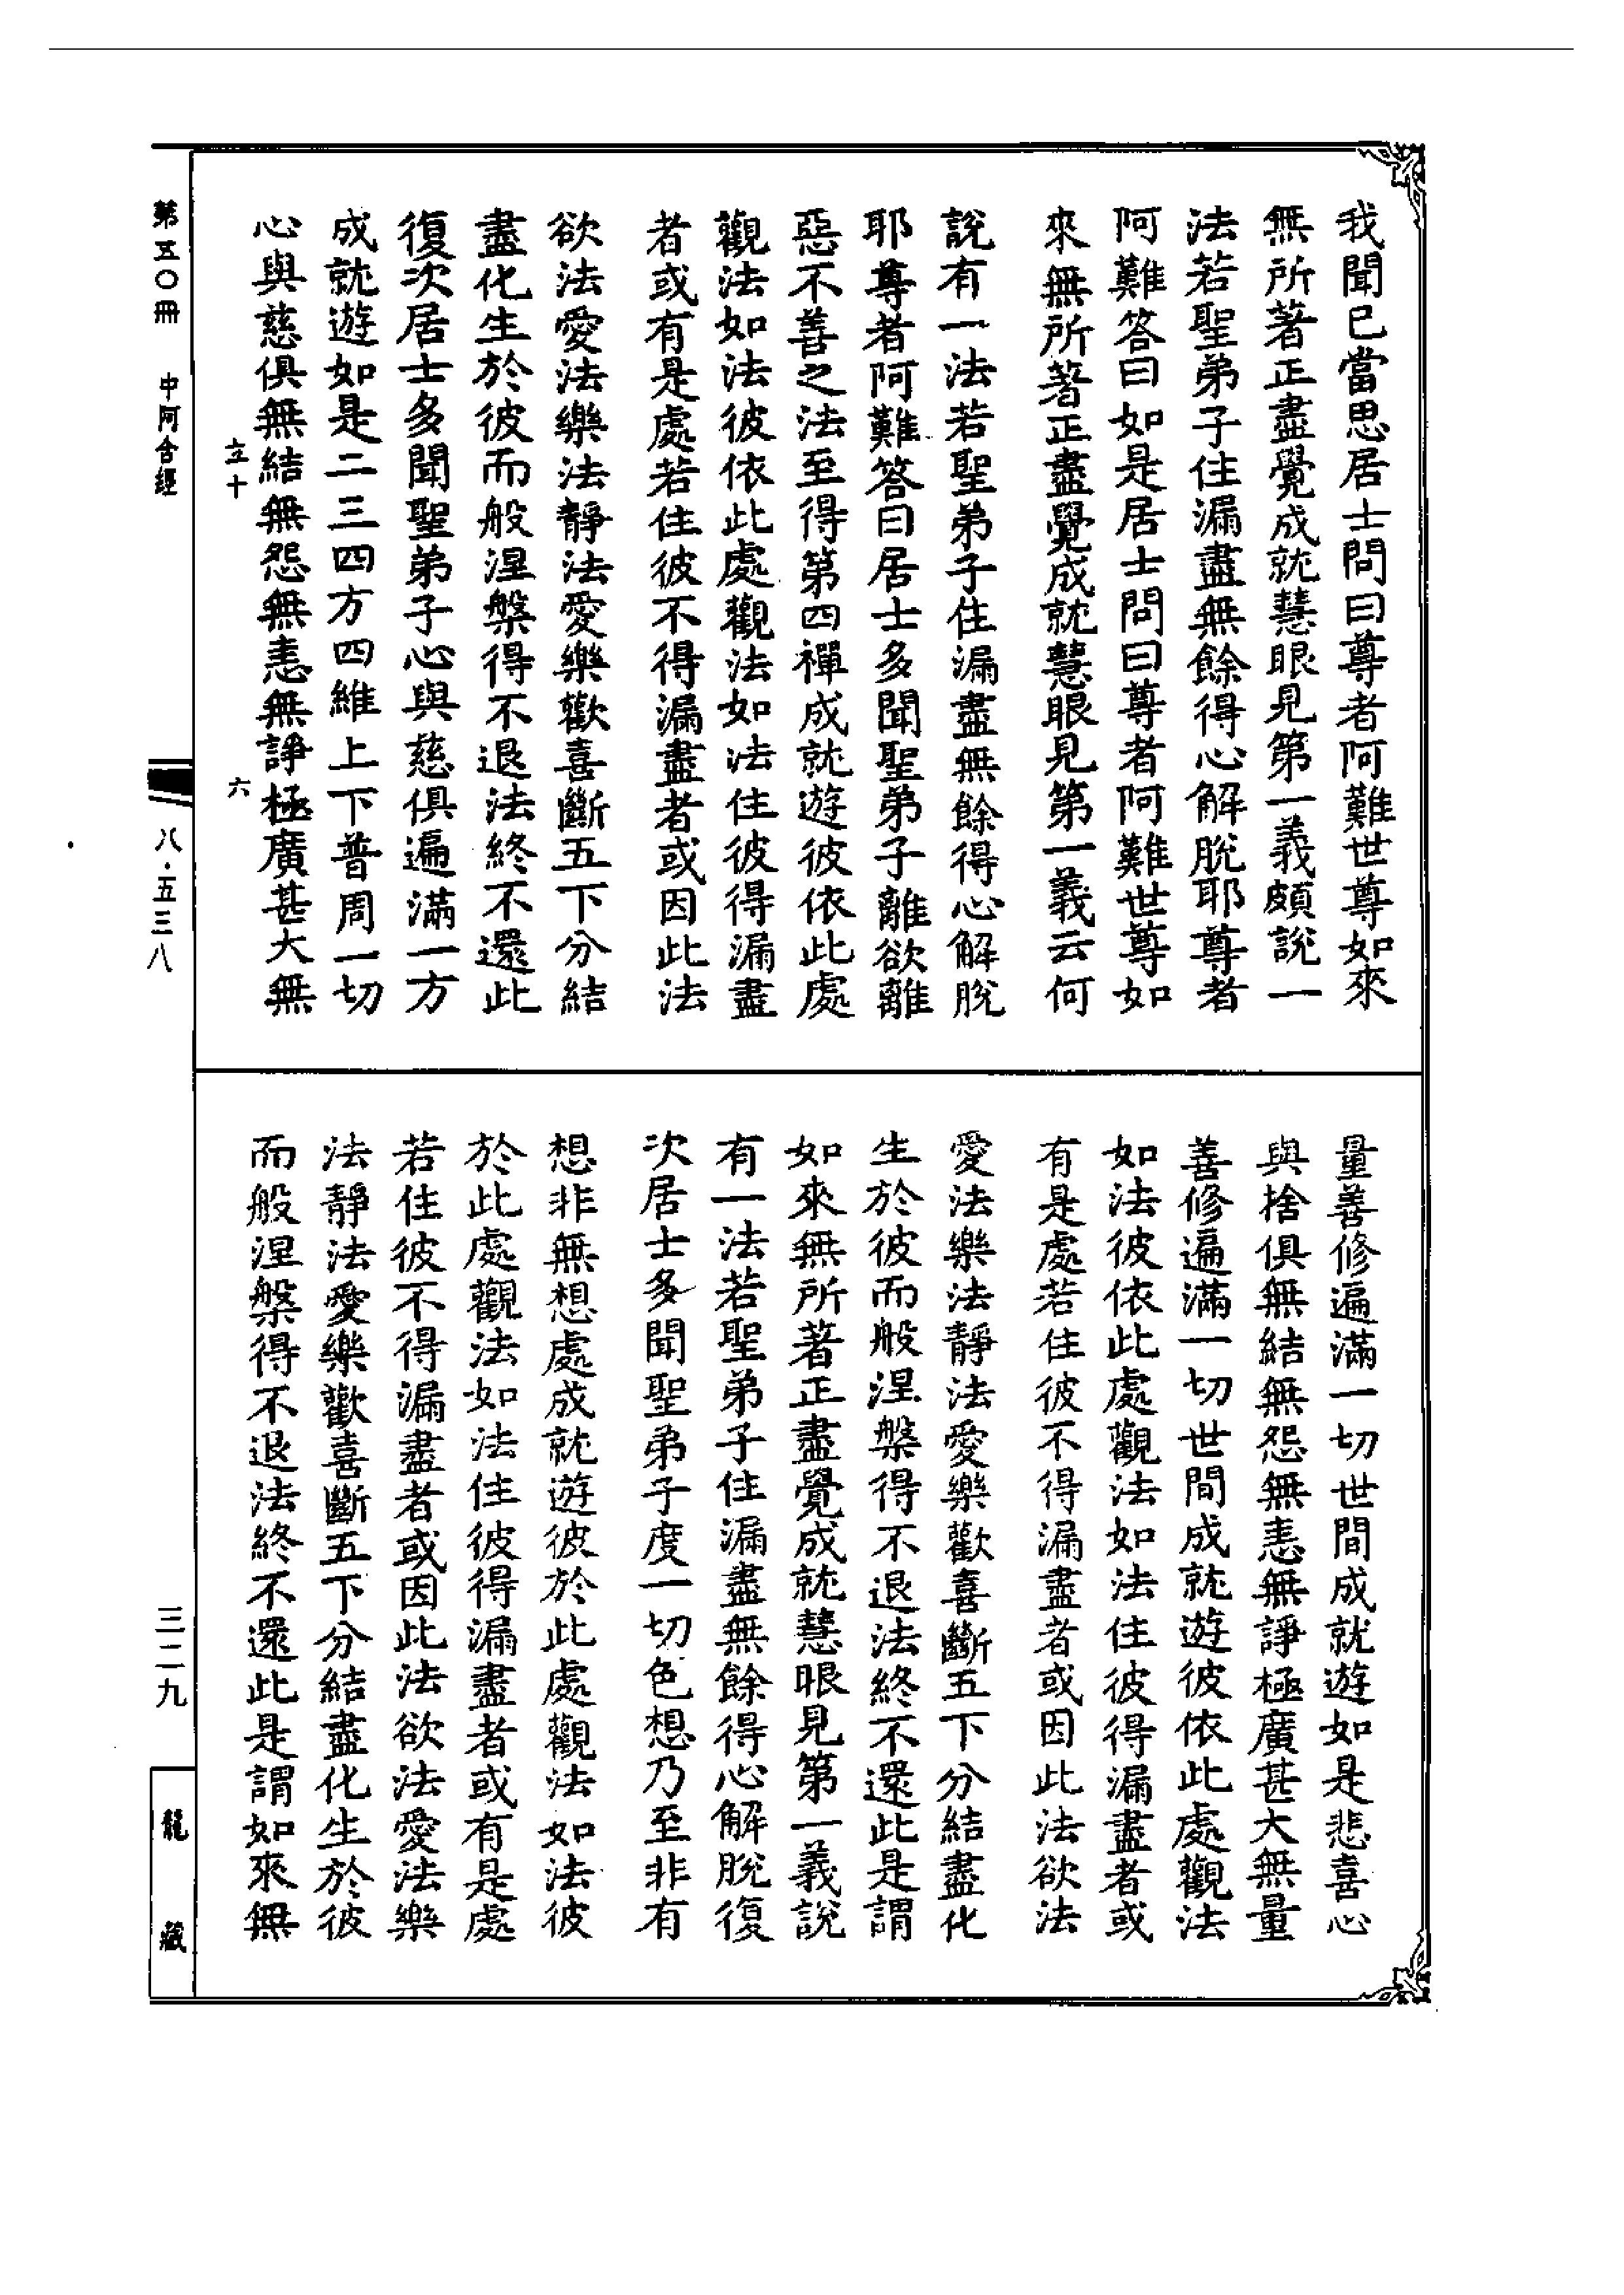 我聞已當思居士問曰尊者阿難世尊如來
無所著正盡覺成就慧眼見第一義頗說一
法若聖弟子住漏盡無餘得心解脫耶尊者
阿難答曰如是居士問曰尊者阿難世尊如
來無所著正盡覺成就慧眼見第一義云何
說有一法若聖弟子住漏盡無餘得心解脫
耶尊者阿難答曰居士多聞聖弟子離欲離
惡不善之法至得第四禪成就遊彼依此處
觀法如法彼依此處觀法如法住彼得漏盡
者或有是處若住彼不得漏盡者或因此法
欲法愛法樂法靜法愛樂歡喜斷五下分結
盡化生於彼而般涅槃得不退法終不還此
復次居士多聞聖弟子心與慈俱遍滿一方
成就遊如是二三四方四維上下普周一切
心與慈俱無結無怨無恚無諍極廣甚大無
立十
六
量善修遍滿一切世間成就遊如是悲喜心
與捨俱無結無怨無恚無諍極廣甚大無量
善修遍滿一切世間成就遊彼依此處觀法
如法彼依此處觀法如法住彼得漏盡者或
有是處若住彼不得漏盡者或因此法欲法
愛法樂法靜法愛樂歡喜斷五下分結盡化
生於彼而般涅槃得不退法終不還此是謂
如來無所著正盡覺成就慧眼見第一義說
有一法若聖弟子住漏盡無餘得心解脫復
次居士多聞聖弟子度一切色想乃至非有
想非無想處成就遊彼於此處觀法如法彼
於此處觀法如法住彼得漏盡者或有是處
若住彼不得漏盡者或因此法欲法愛法樂
法靜法愛樂歡喜斷五下分結盡化生於彼
而般涅槃得不退法終不還此是謂如來無
第五〇冊
中阿含經
八·五三八
三二九
龍藏